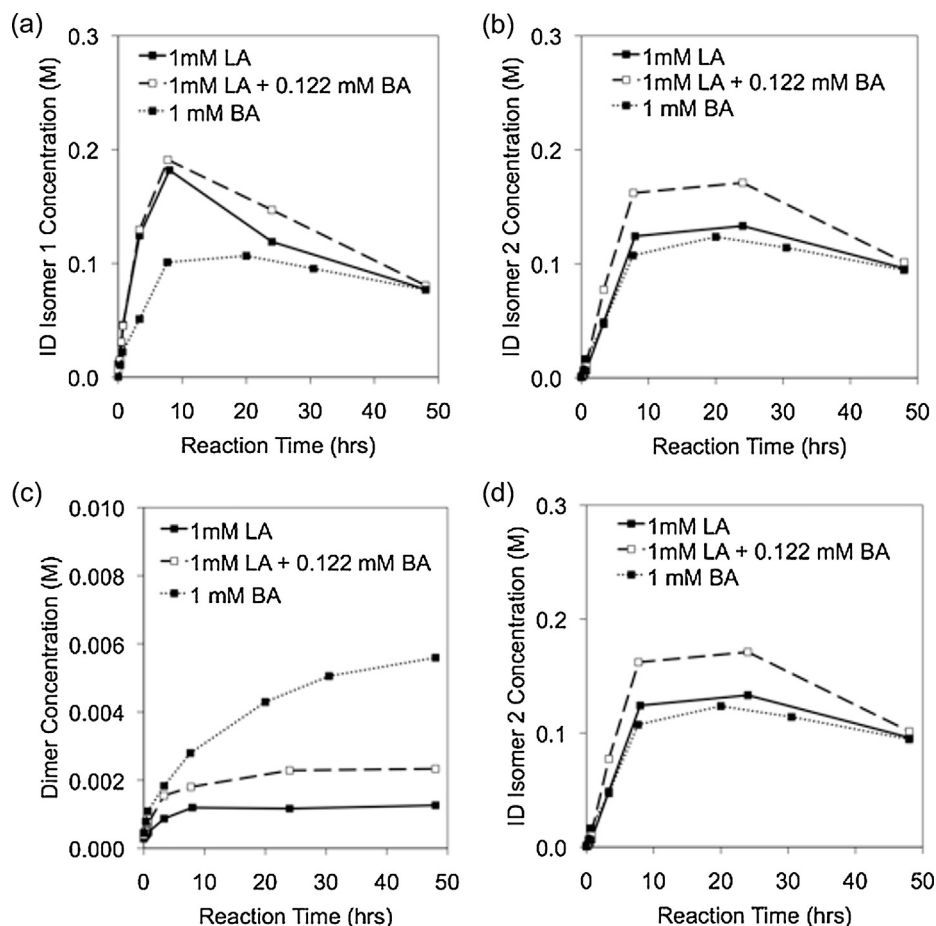 (a)
0.3
1mM LA
1mM LA + 0.122 mM BA
1 mM BA
0.2
0.1
0.0
ID Isomer 1 Concentration (M)
0 10 20 30 40 50
Reaction Time (hrs)
(b)
0.3
1mM LA
1mM LA + 0.122 mM BA
1 mM BA
0.2
0.1
0.0
ID Isomer 2 Concentration (M)
0 10 20 30 40 50
Reaction Time (hrs)
(c)
0.010
1mM LA
0.008
1mM LA + 0.122 mM BA
1 mM BA
0.006
0.004
0.002
0.000
Dimer Concentration (M)
0 10 20 30 40 50
Reaction Time (hrs)
(d)
0.3
1mM LA
1mM LA + 0.122 mM BA
1 mM BA
0.2
0.1
0.0
ID Isomer 2 Concentration (M)
0 10 20 30 40 50
Reaction Time (hrs)